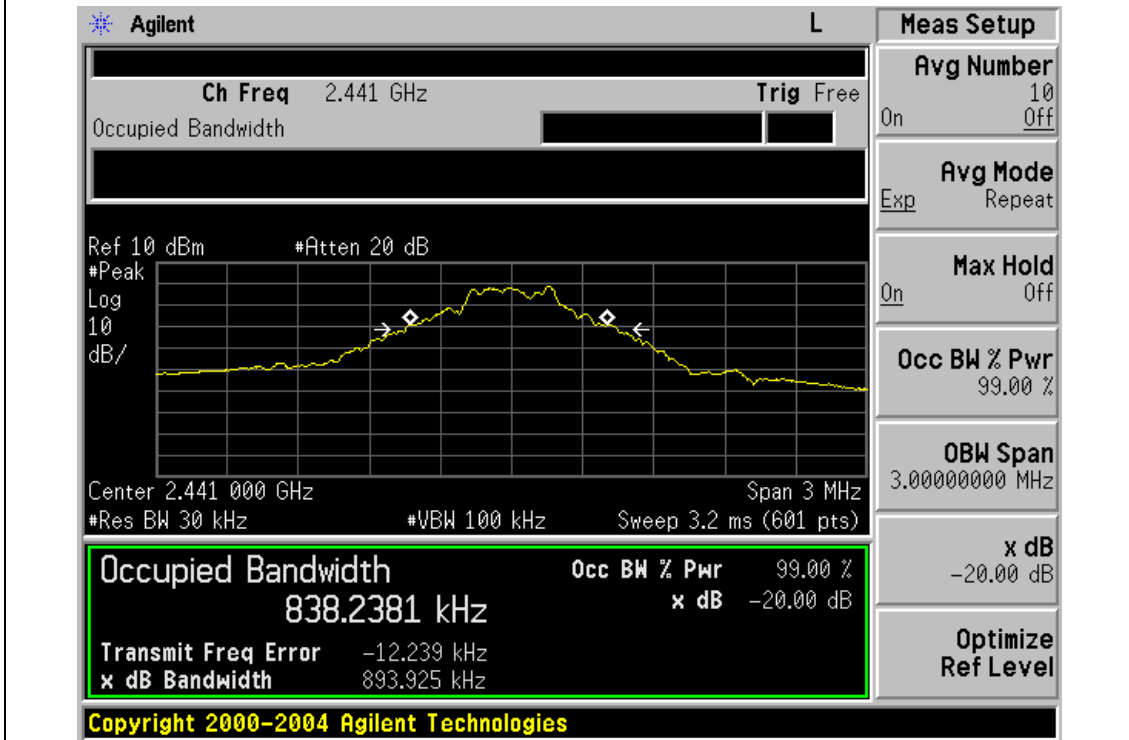 Agilent L
Ch Freq 2.441 GHz Trig Free
Occupied Bandwidth
Ref 10 dBm #Atten 20 dB
#Peak
Log
10
dB/
Center 2.441 000 GHz Span 3 MHz
#Res BW 30 kHz #VBW 100 kHz Sweep 3.2 ms (601 pts)
Occupied Bandwidth Occ BW % Pwr 99.00 %
838.2381 kHz x dB -20.00 dB
Transmit Freq Error -12.239 kHz
x dB Bandwidth 893.925 kHz
Copyright 2000-2004 Agilent Technologies
Meas Setup
Avg Number
10
On Off
Avg Mode
Exp Repeat
Max Hold
On Off
Occ BW % Pwr
99.00 %
OBW Span
3.00000000 MHz
x dB
-20.00 dB
Optimize
Ref Level